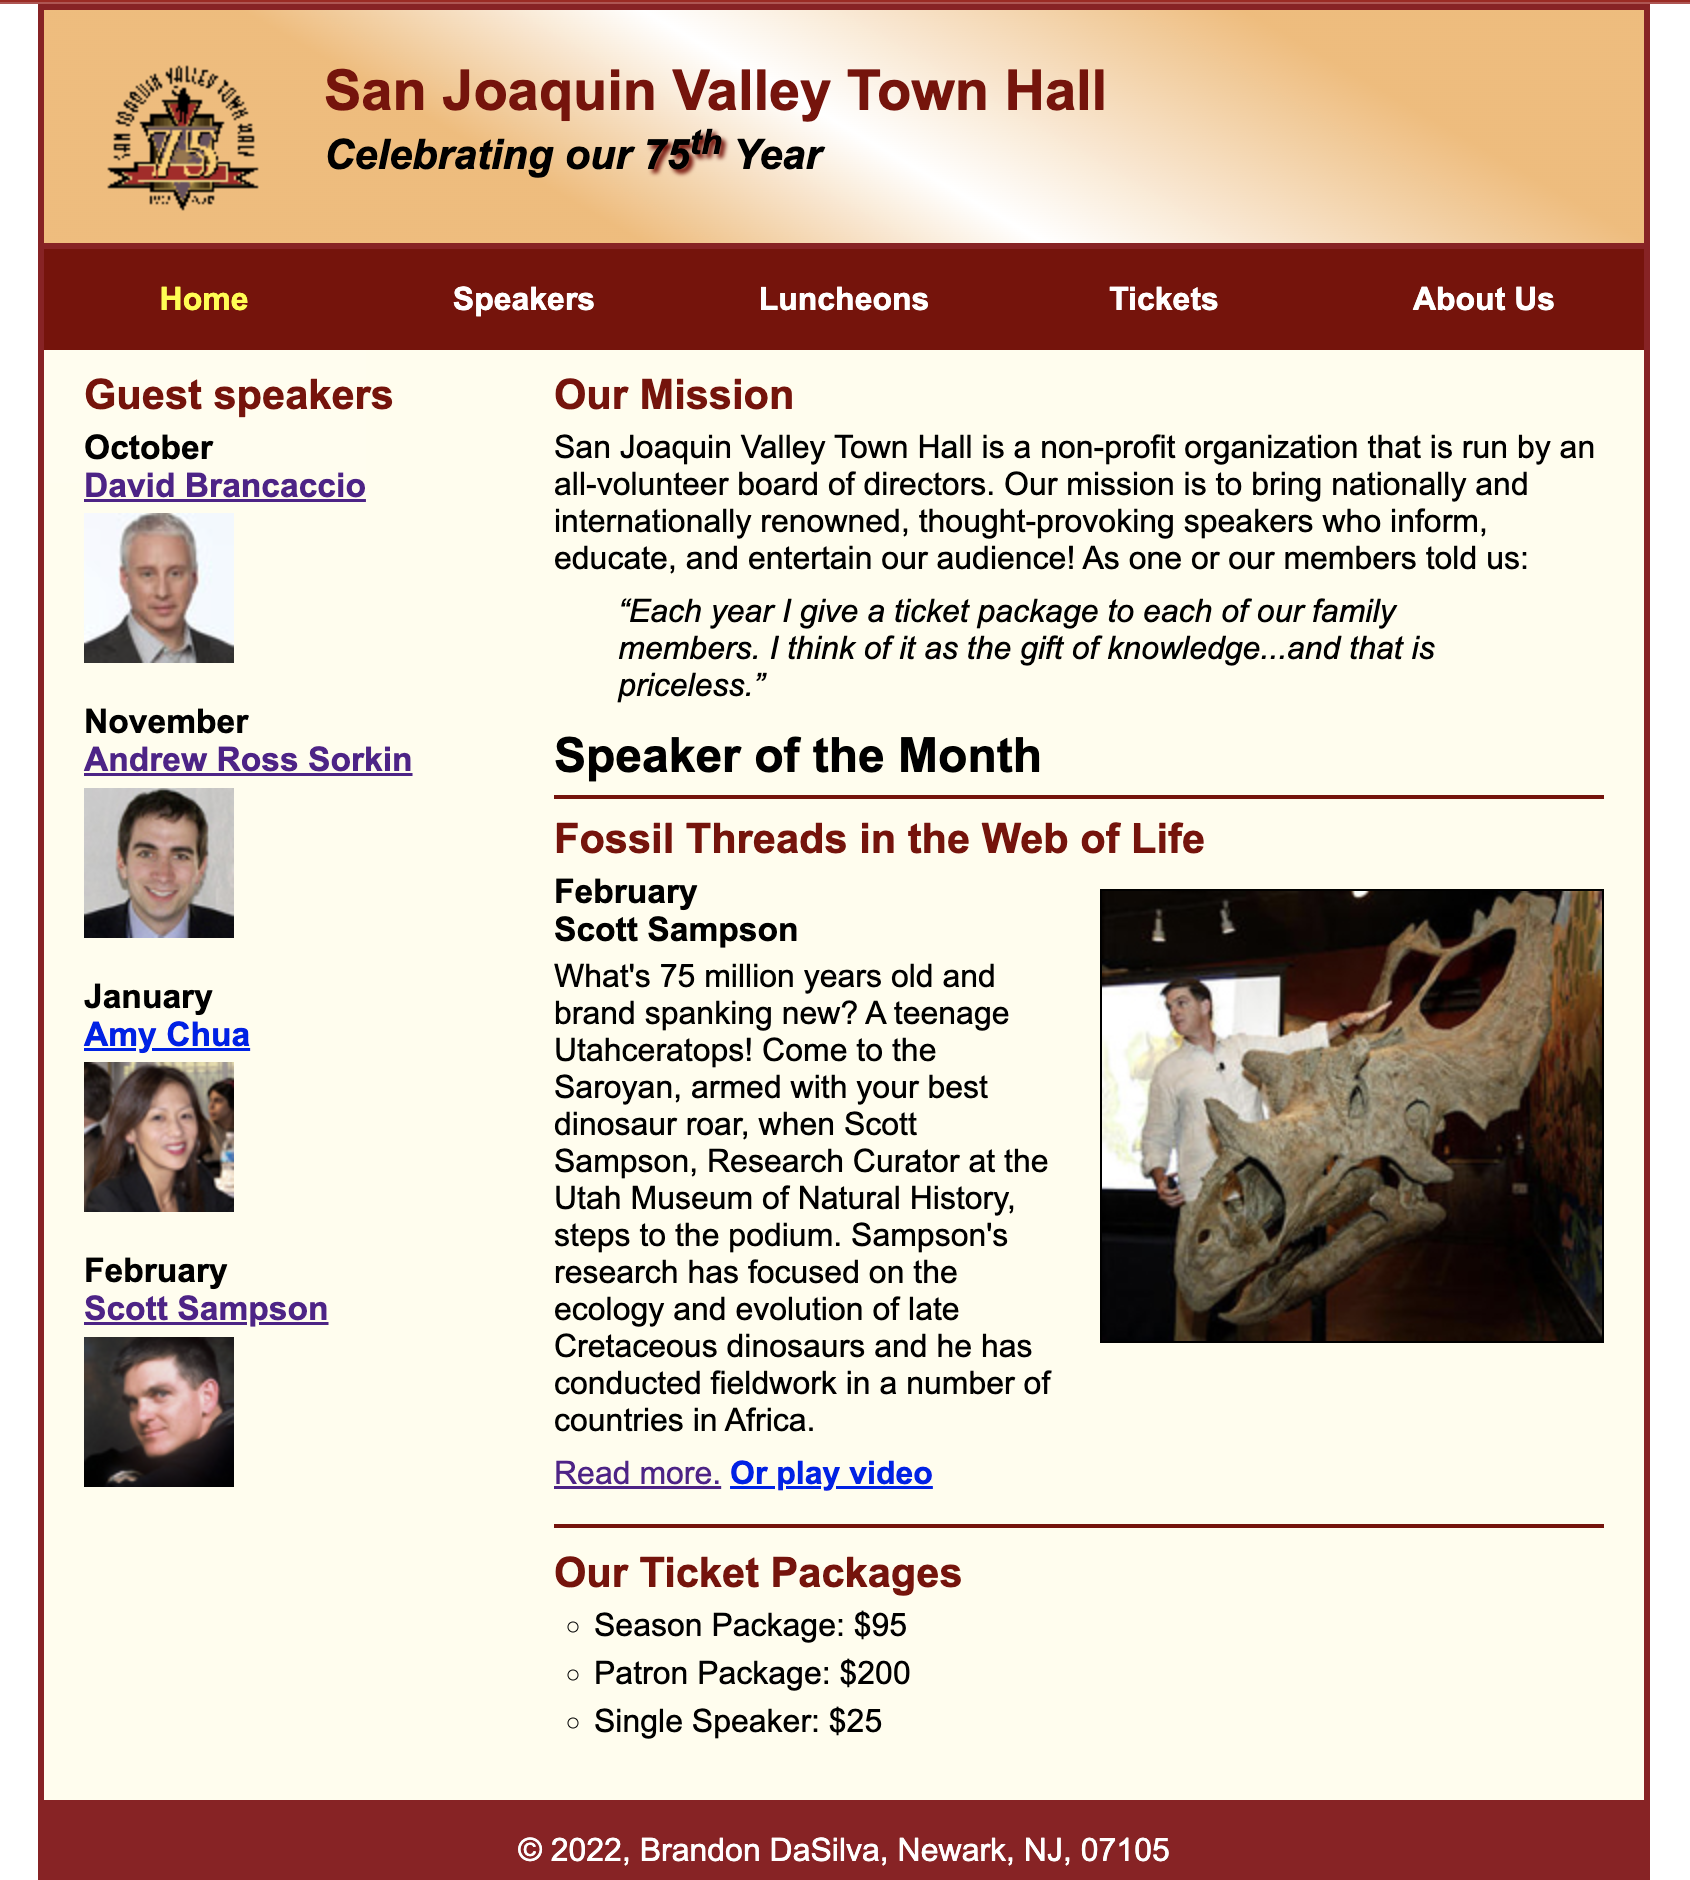 SAN JOAQUIN VALLEY TOWN HALL
75
San Joaquin Valley Town Hall
Celebrating our 75th Year
Home Speakers Luncheons Tickets About Us
Guest speakers
October
David Brancaccio
November
Andrew Ross Sorkin
January
Amy Chua
February
Scott Sampson
Our Mission
San Joaquin Valley Town Hall is a non-profit organization that is run by an
all-volunteer board of directors. Our mission is to bring nationally and
internationally renowned, thought-provoking speakers who inform,
educate, and entertain our audience! As one or our members told us:
“Each year I give a ticket package to each of our family
members. I think of it as the gift of knowledge...and that is
priceless.”
Speaker of the Month
Fossil Threads in the Web of Life
February
Scott Sampson
What's 75 million years old and
brand spanking new? A teenage
Utahceratops! Come to the
Saroyan, armed with your best
dinosaur roar, when Scott
Sampson, Research Curator at the
Utah Museum of Natural History,
steps to the podium. Sampson's
research has focused on the
ecology and evolution of late
Cretaceous dinosaurs and he has
conducted fieldwork in a number of
countries in Africa.
Read more. Or play video
Our Ticket Packages
Season Package: $95
Patron Package: $200
Single Speaker: $25
© 2022, Brandon DaSilva, Newark, NJ, 07105